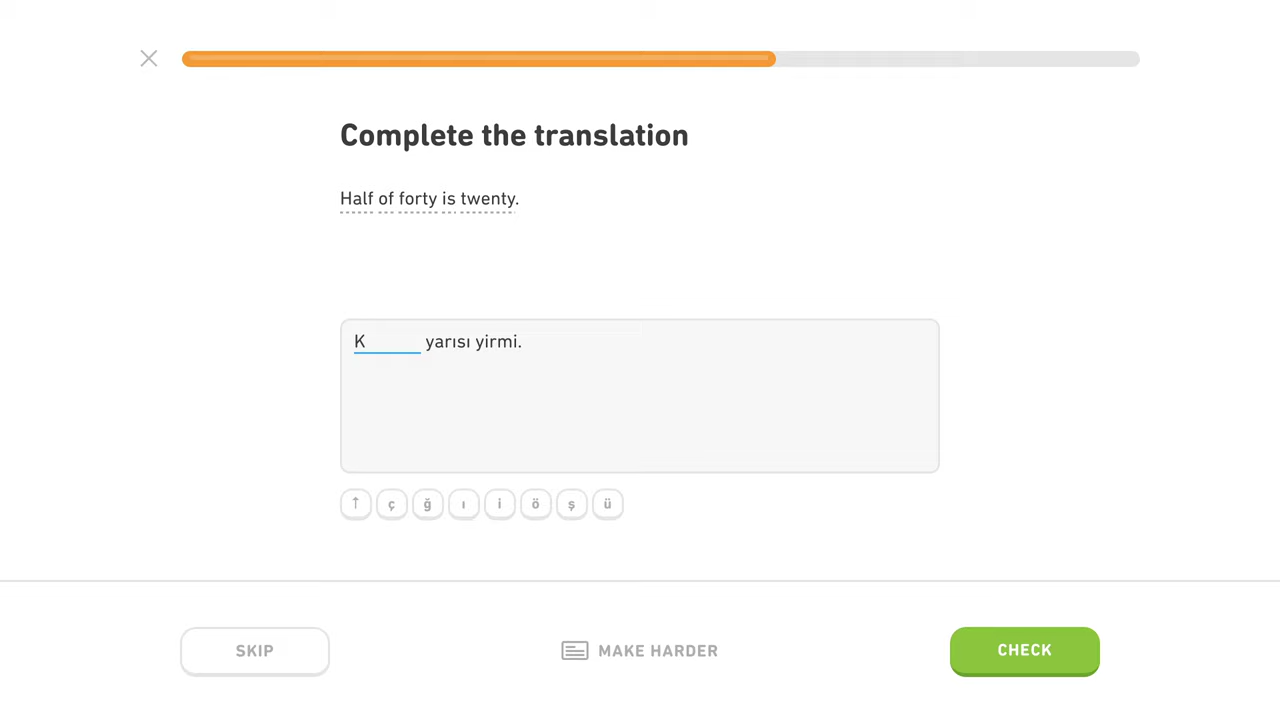 Complete the translation
Half of forty is twenty.
K yarısı yirmi.
↑ ç ğ ı i ö ş ü
SKIP
MAKE HARDER
CHECK